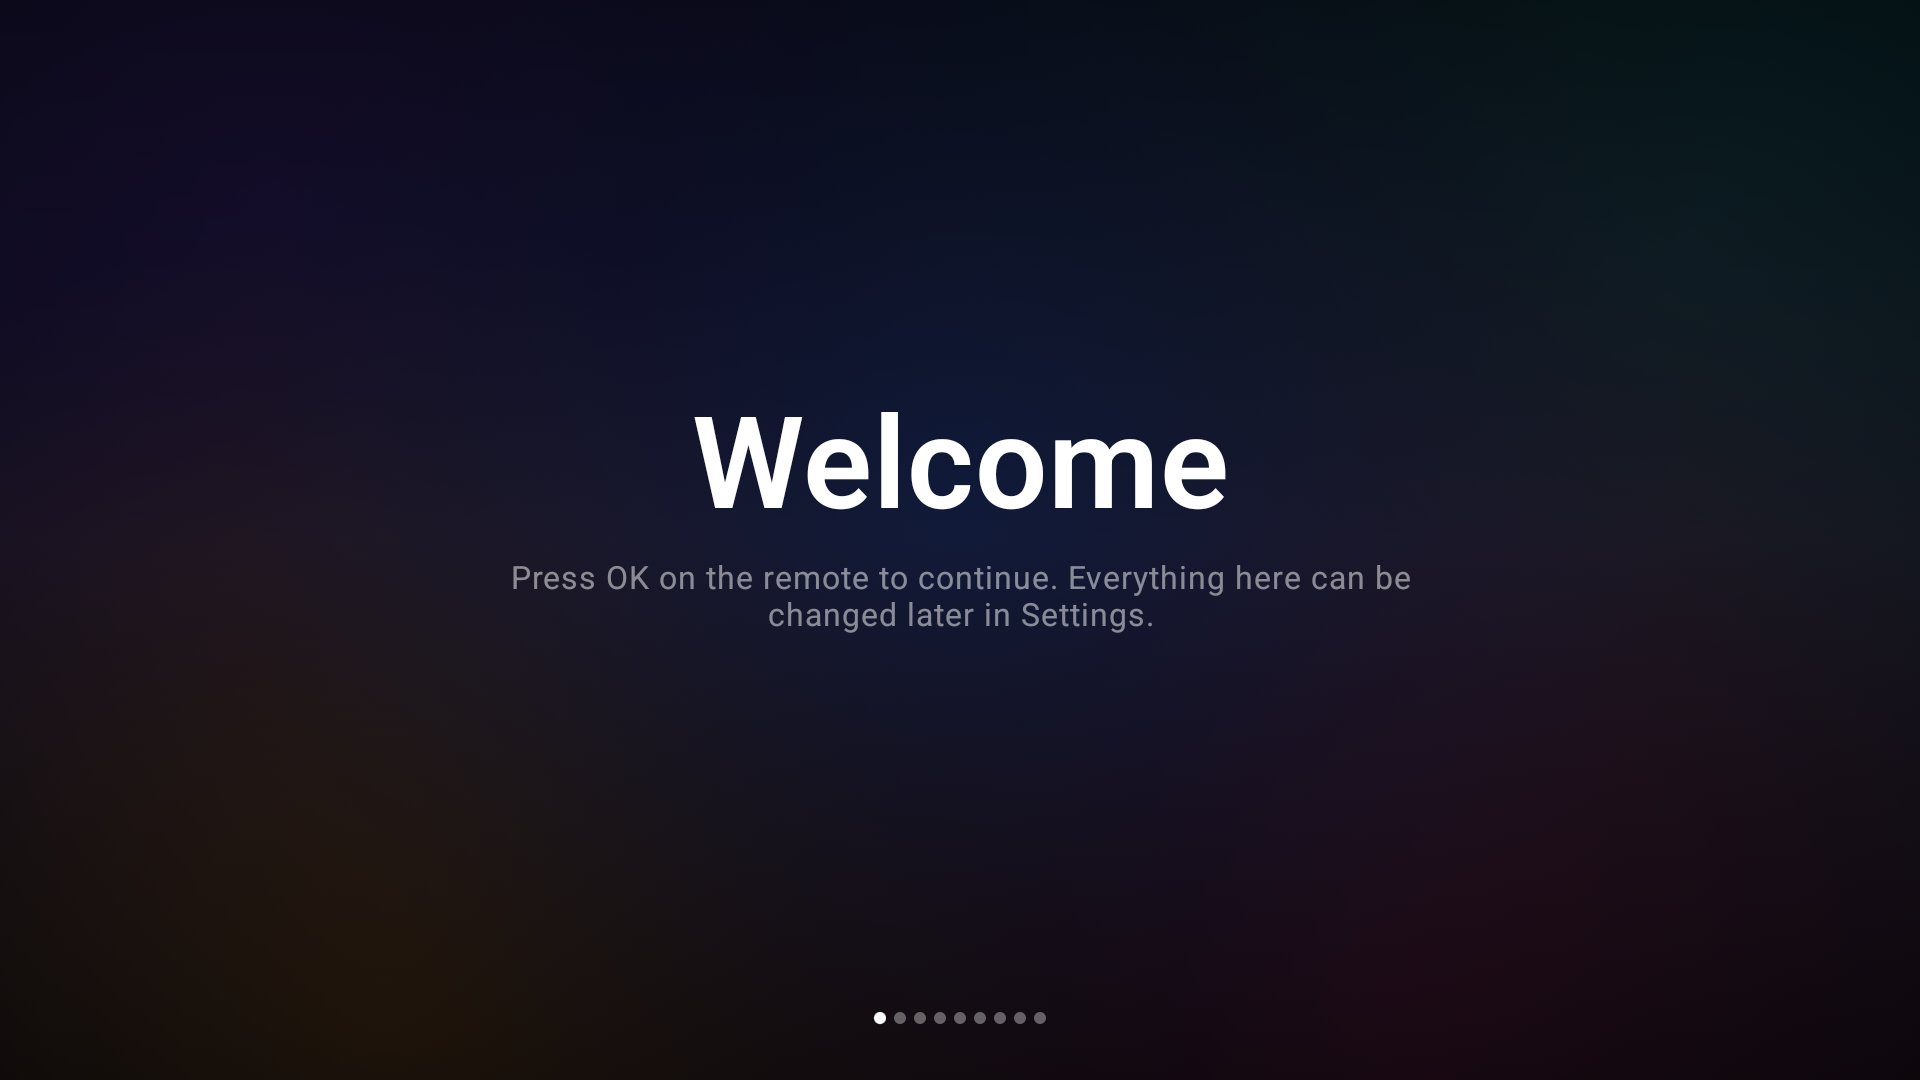 Welcome
Press OK on the remote to continue. Everything here can be
changed later in Settings.